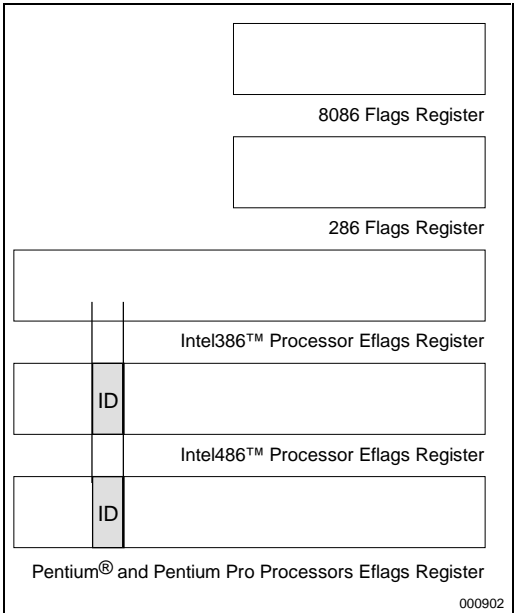 8086 Flags Register
286 Flags Register
Intel386™ Processor Eflags Register
ID
Intel486™ Processor Eflags Register
ID
Pentium® and Pentium Pro Processors Eflags Register
000902